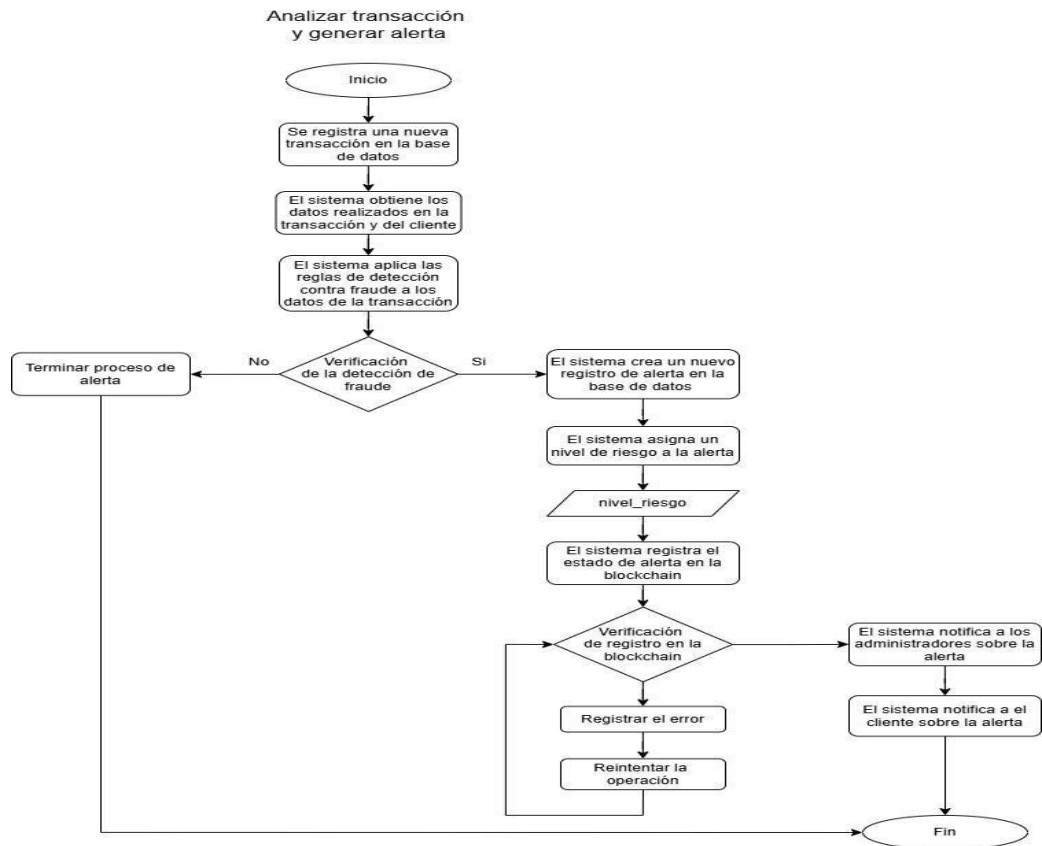 Analizar transacción
y generar alerta
Inicio
Se registra una nueva
transacción en la base
de datos
El sistema obtiene los
datos realizados en la
transacción y del cliente
El sistema aplica las
reglas de detección
contra fraude a los
datos de la transacción
Verificación
de la detección de
fraude
No
Si
Terminar proceso de
alerta
El sistema crea un nuevo
registro de alerta en la
base de datos
El sistema asigna un
nivel de riesgo a la alerta
nivel_riesgo
El sistema registra el
estado de alerta en la
blockchain
Verificación
de registro en la
blockchain
El sistema notifica a los
administradores sobre la
alerta
Registrar el error
El sistema notifica a el
cliente sobre la alerta
Reintentar la
operación
Fin